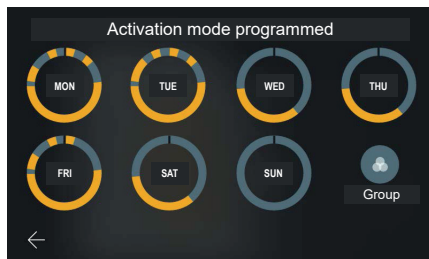 Activation mode programmed
MON
TUE
WED
THU
FRI
SAT
SUN
Group